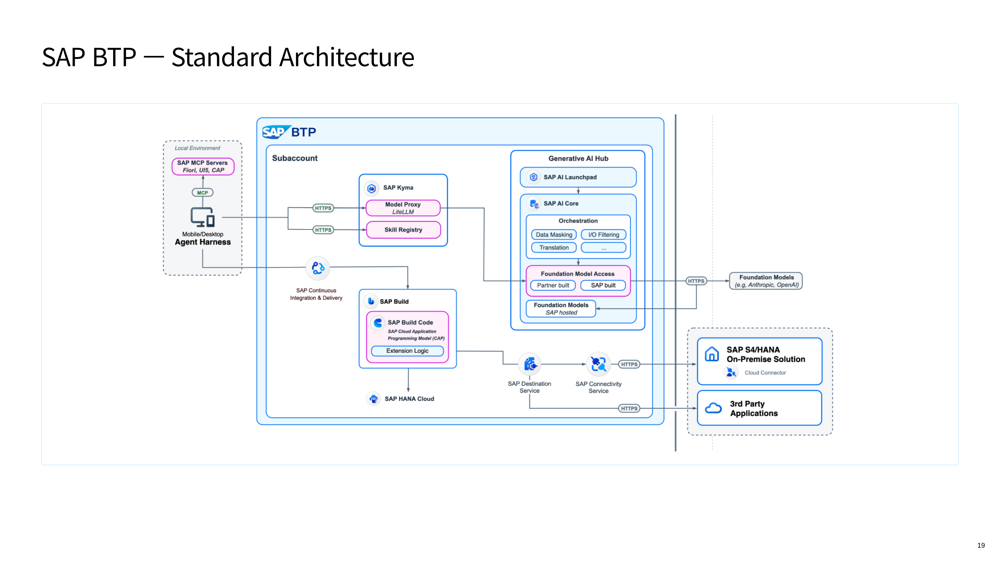 SAP BTP — Standard Architecture
SAP BTP
Local Environment
SAP MCP Servers
Fiori, UI5, CAP
MCP
Mobile/Desktop
Agent Harness
Subaccount
SAP Kyma
HTTPS
Model Proxy
LiteLLM
HTTPS
Skill Registry
SAP Continuous
Integration & Delivery
SAP Build
SAP Build Code
SAP Cloud Application
Programming Model (CAP)
Extension Logic
SAP HANA Cloud
Generative AI Hub
SAP AI Launchpad
SAP AI Core
Orchestration
Data Masking
I/O Filtering
Translation
...
Foundation Model Access
Partner built
SAP built
Foundation Models
SAP hosted
HTTPS
Foundation Models
(e.g, Anthropic, OpenAI)
SAP Destination
Service
SAP Connectivity
Service
HTTPS
HTTPS
SAP S4/HANA
On-Premise Solution
Cloud Connector
3rd Party
Applications
19